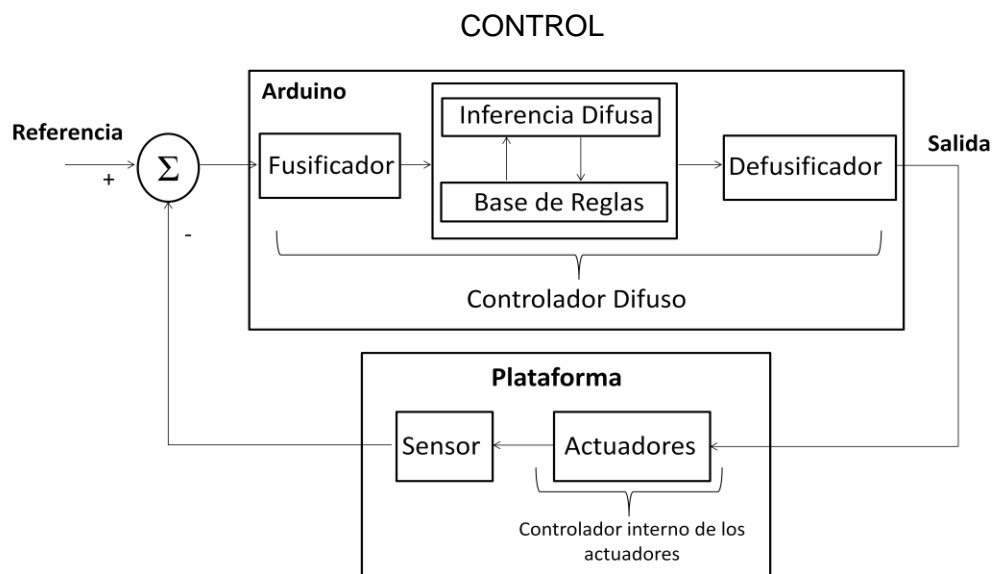 CONTROL
Arduino
Referencia
+
Σ
-
Fusificador
Inferencia Difusa
Base de Reglas
Defusificador
Salida
Controlador Difuso
Plataforma
Sensor
Actuadores
Controlador interno de los
actuadores